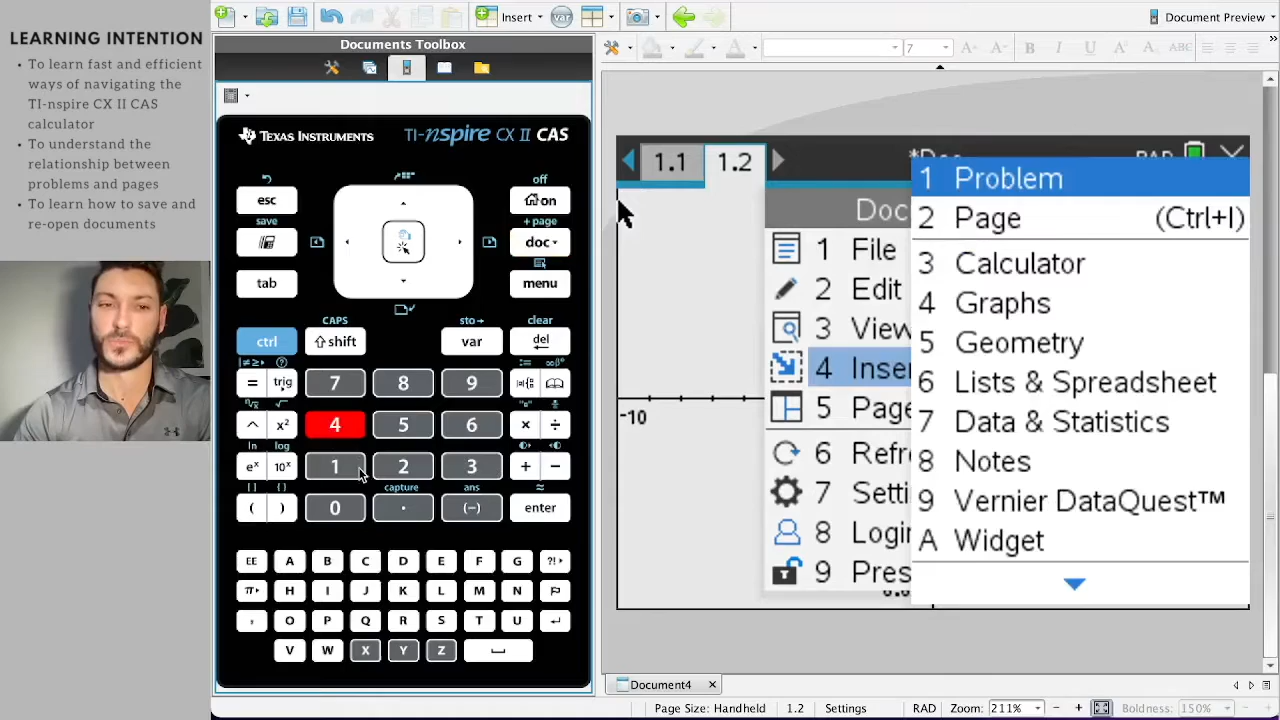 LEARNING INTENTION
To learn fast and efficient
ways of navigating the
TI-nspire CX II CAS
calculator
To understand the
relationship between
problems and pages
To learn how to save and
re-open documents
Insert
Document Preview
Documents Toolbox
7
B I U A A ABC
TEXAS INSTRUMENTS TI-nspire CX II CAS
off
esc
on
save
+ page
doc
tab
menu
CAPS
sto→
clear
ctrl
shift
var
del
= trig 7 8 9
^ x² 4 5 6 × ÷
ln log
eˣ 10ˣ 1 2 3 + −
[ ] { } capture ans ≈
( ) 0 . (−) enter
EE A B C D E F G ?!▸
π▸ H I J K L M N
, O P Q R S T U
V W X Y Z
1.1 1.2 *Doc RAD
Doc
1 File
2 Edit
3 View
4 Inser
5 Page
6 Refr
7 Setti
8 Login
9 Pres
-10
1 Problem
2 Page (Ctrl+I)
3 Calculator
4 Graphs
5 Geometry
6 Lists & Spreadsheet
7 Data & Statistics
8 Notes
9 Vernier DataQuest™
A Widget
Document4
Page Size: Handheld 1.2 Settings RAD Zoom: 211% − + Boldness: 150% − +